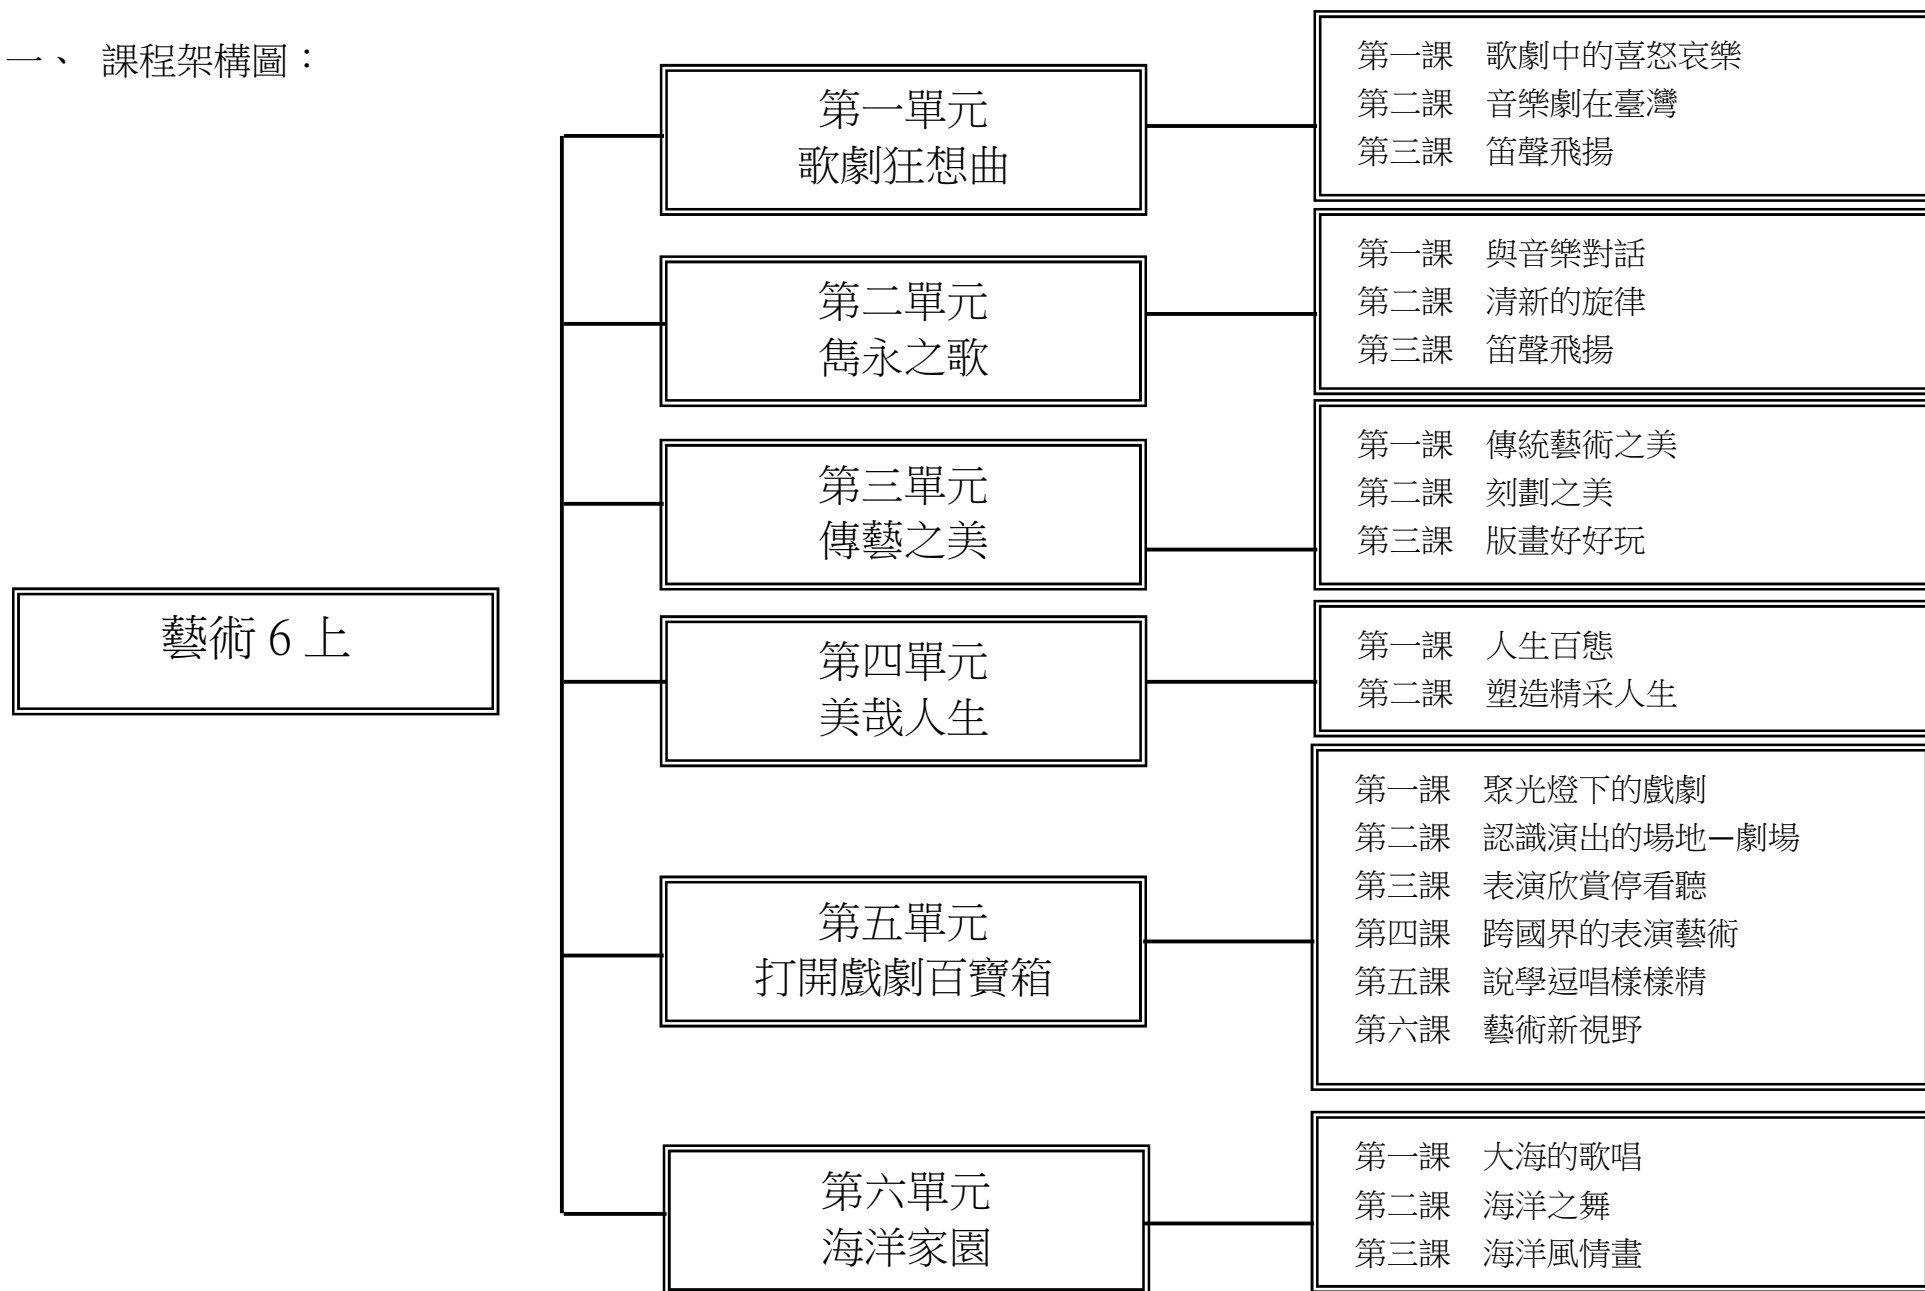 一、 課程架構圖：
藝術 6 上
第一單元
歌劇狂想曲
第一課　歌劇中的喜怒哀樂
第二課　音樂劇在臺灣
第三課　笛聲飛揚
第二單元
雋永之歌
第一課　與音樂對話
第二課　清新的旋律
第三課　笛聲飛揚
第三單元
傳藝之美
第一課　傳統藝術之美
第二課　刻劃之美
第三課　版畫好好玩
第四單元
美哉人生
第一課　人生百態
第二課　塑造精采人生
第五單元
打開戲劇百寶箱
第一課　聚光燈下的戲劇
第二課　認識演出的場地—劇場
第三課　表演欣賞停看聽
第四課　跨國界的表演藝術
第五課　說學逗唱樣樣精
第六課　藝術新視野
第六單元
海洋家園
第一課　大海的歌唱
第二課　海洋之舞
第三課　海洋風情畫